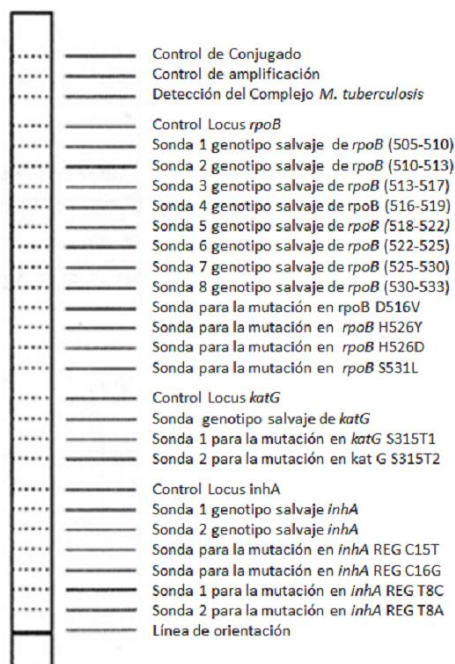 Control de Conjugado
Control de amplificación
Detección del Complejo M. tuberculosis
Control Locus rpoB
Sonda 1 genotipo salvaje de rpoB (505-510)
Sonda 2 genotipo salvaje de rpoB (510-513)
Sonda 3 genotipo salvaje de rpoB (513-517)
Sonda 4 genotipo salvaje de rpoB (516-519)
Sonda 5 genotipo salvaje de rpoB (518-522)
Sonda 6 genotipo salvaje de rpoB (522-525)
Sonda 7 genotipo salvaje de rpoB (525-530)
Sonda 8 genotipo salvaje de rpoB (530-533)
Sonda para la mutación en rpoB D516V
Sonda para la mutación en rpoB H526Y
Sonda para la mutación en rpoB H526D
Sonda para la mutación en rpoB S531L
Control Locus katG
Sonda genotipo salvaje de katG
Sonda 1 para la mutación en katG S315T1
Sonda 2 para la mutación en kat G S315T2
Control Locus inhA
Sonda 1 genotipo salvaje inhA
Sonda 2 genotipo salvaje inhA
Sonda para la mutación en inhA REG C15T
Sonda para la mutación en inhA REG C16G
Sonda 1 para la mutación en inhA REG T8C
Sonda 2 para la mutación en inhA REG T8A
Línea de orientación